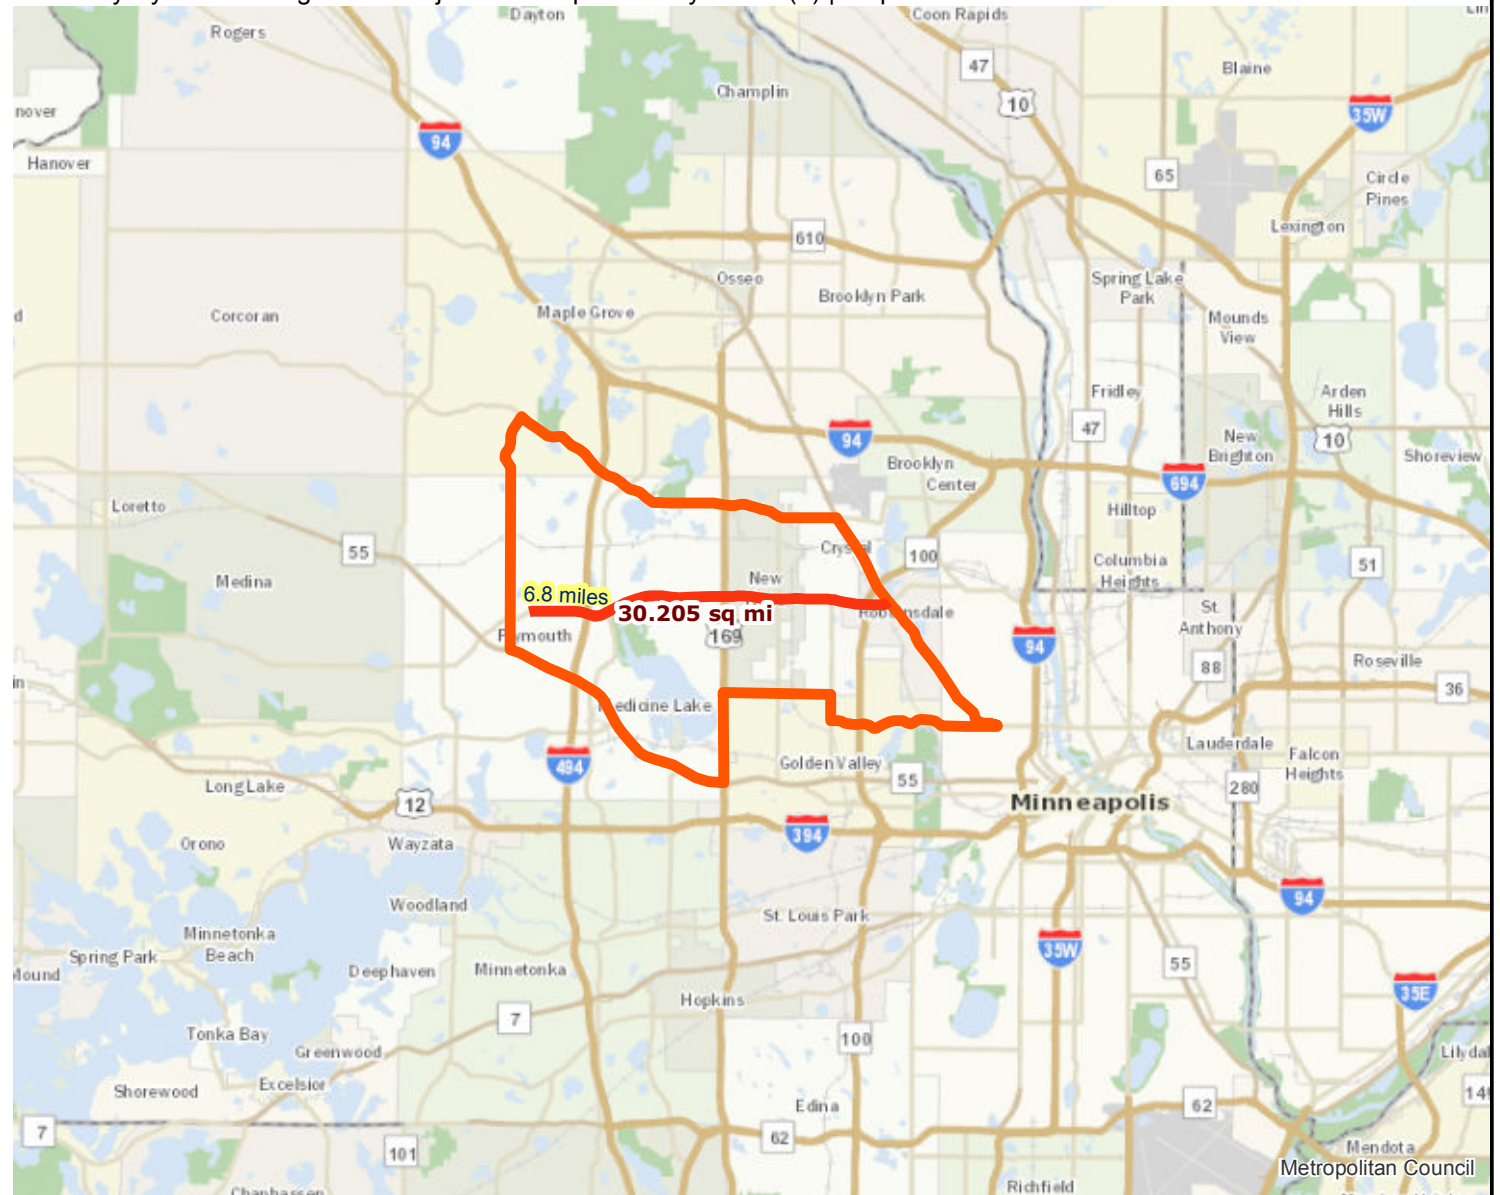 Dayton
Coon Rapids
Rogers
47
Blaine
Champlin
10
35W
nover
94
Hanover
65
Circle
Pines
Lexington
610
Osseo
Spring Lake
Park
Brooklyn Park
Corcoran
Maple Grove
Mounds
View
Fridley
Arden
Hills
47
94
New
Brighton
10
Shoreview
Brooklyn
Center
694
Loretto
Hilltop
55
Crystal
100
Columbia
Heights
51
Medina
New
6.8 miles
30.205 sq mi
St.
Anthony
169
94
88
Roseville
36
Medicine Lake
Lauderdale
Falcon
Heights
Golden Valley
494
55
280
Long Lake
12
Minneapolis
394
Orono
Wayzata
94
Woodland
St. Louis Park
Minnetonka
Beach
35W
Spring Park
55
Mound
Deephaven
Minnetonka
35E
Hopkins
7
Tonka Bay
100
Greenwood
Lilydal
Shorewood
Excelsior
Edina
62
7
62
101
Mendota
Metropolitan Council
Chanhassen
Richfield